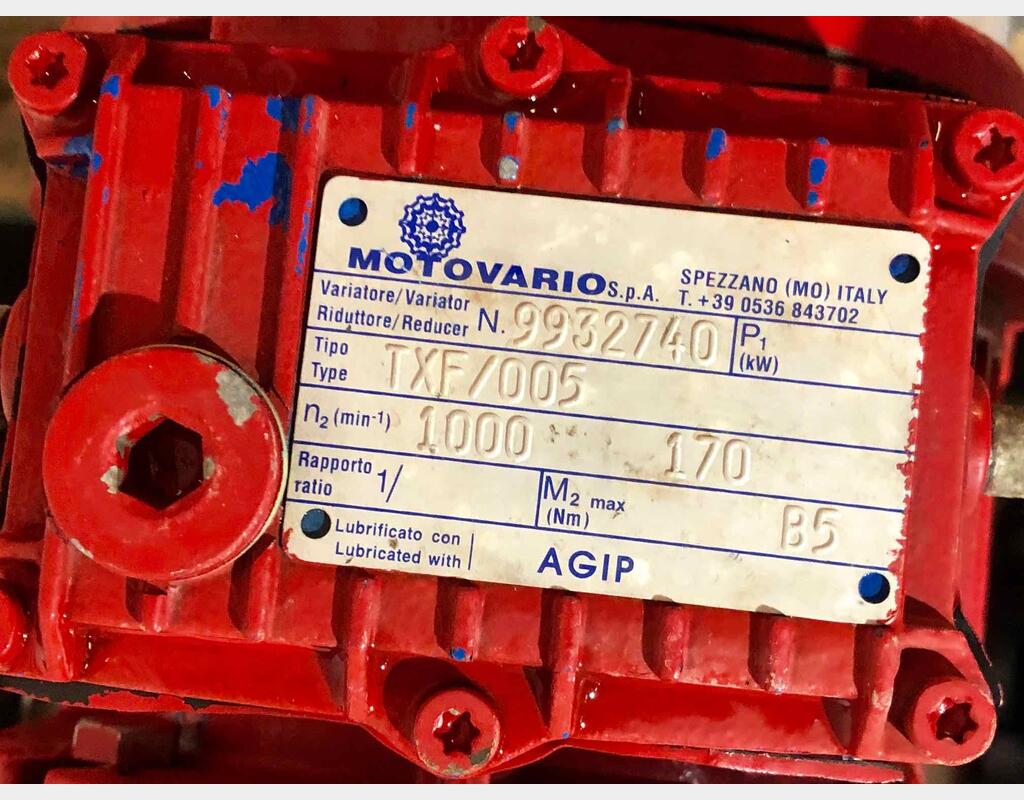 MOTOVARIO S.p.A. SPEZZANO (MO) ITALY
T. +39 0536 843702
Variatore/Variator
Riduttore/Reducer N. 9932740 P1 (kW)
Tipo
Type TXF/005
n2 (min-1) 1000 170
Rapporto
ratio 1/ M2 max (Nm) B5
Lubrificato con
Lubricated with AGIP